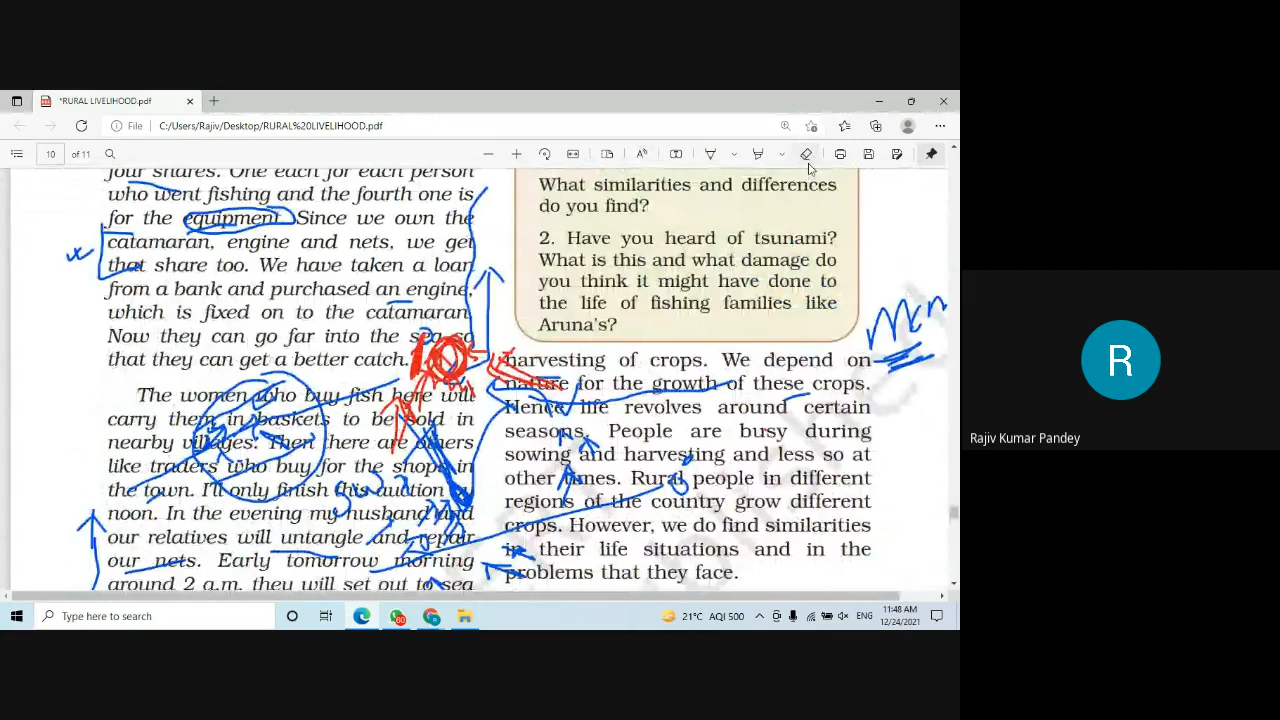 *RURAL LIVELIHOOD.pdf
File C:/Users/Rajiv/Desktop/RURAL%20LIVELIHOOD.pdf
10 of 11
four shares. One each for each person
who went fishing and the fourth one is
for the equipment. Since we own the
catamaran, engine and nets, we get
that share too. We have taken a loan
from a bank and purchased an engine,
which is fixed on to the catamaran.
Now they can go far into the sea so
that they can get a better catch.
The women who buy fish here will
carry them in baskets to be sold in
nearby villages. Then there are others
like traders who buy for the shops in
the town. I'll only finish this auction by
noon. In the evening my husband and
our relatives will untangle and repair
our nets. Early tomorrow morning
around 2 a.m. they will set out to sea
What similarities and differences
do you find?
2. Have you heard of tsunami?
What is this and what damage do
you think it might have done to
the life of fishing families like
Aruna's?
harvesting of crops. We depend on
nature for the growth of these crops.
Hence life revolves around certain
seasons. People are busy during
sowing and harvesting and less so at
other times. Rural people in different
regions of the country grow different
crops. However, we do find similarities
in their life situations and in the
problems that they face.
R
Rajiv Kumar Pandey
Type here to search
60
21°C AQI 500
ENG
11:48 AM
12/24/2021